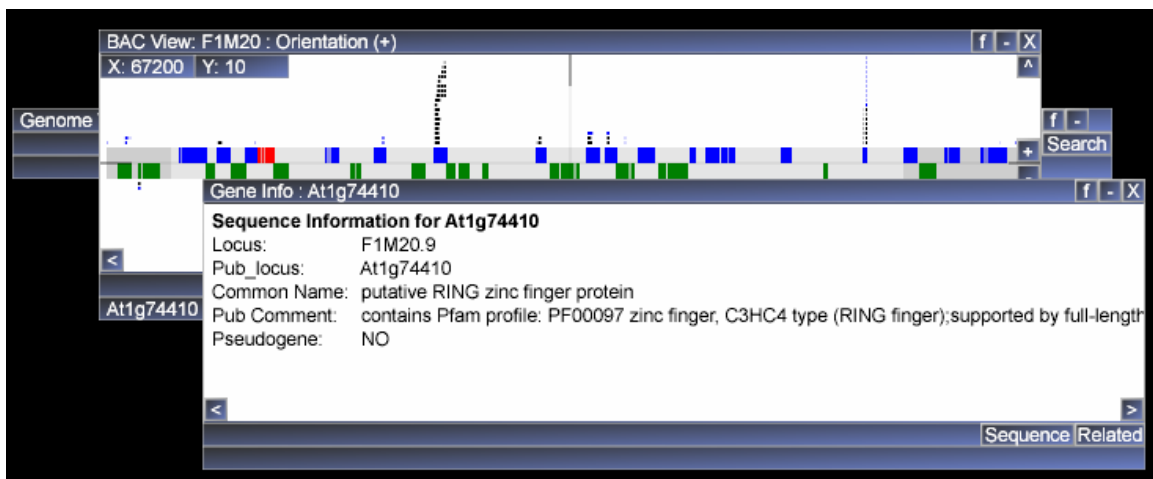 BAC View: F1M20 : Orientation (+) f - X
X: 67200 Y: 10 ^
Genome f - 
+ Search
-
Gene Info : At1g74410 f - X
Sequence Information for At1g74410
Locus: F1M20.9
<
Pub_locus: At1g74410
Common Name: putative RING zinc finger protein
At1g74410
Pub Comment: contains Pfam profile: PF00097 zinc finger, C3HC4 type (RING finger);supported by full-length
Pseudogene: NO
< >
Sequence Related